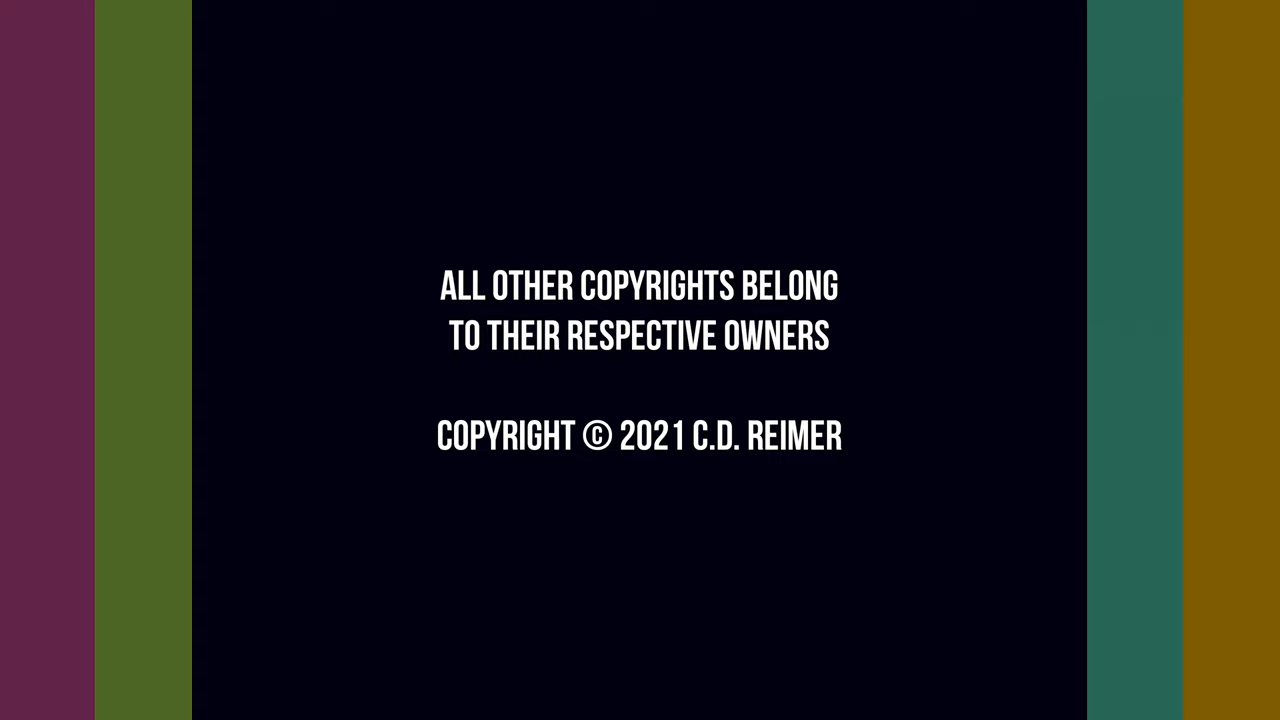 ALL OTHER COPYRIGHTS BELONG
TO THEIR RESPECTIVE OWNERS
COPYRIGHT © 2021 C.D. REIMER